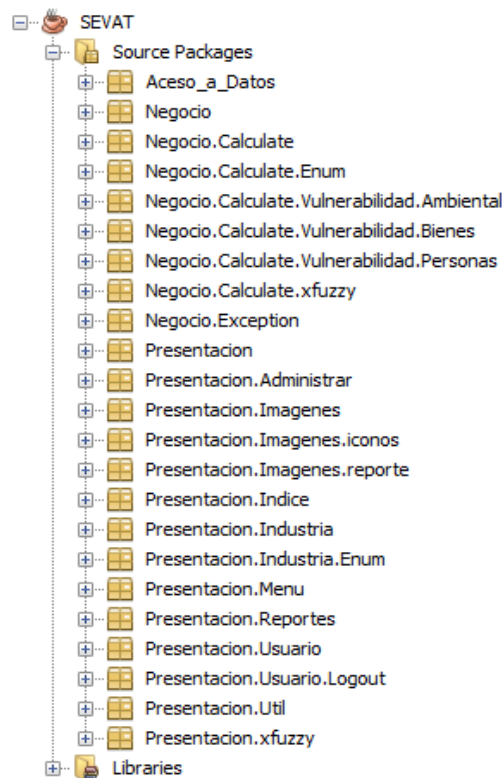 SEVAT
Source Packages
Aceso_a_Datos
Negocio
Negocio.Calculate
Negocio.Calculate.Enum
Negocio.Calculate.Vulnerabilidad.Ambiental
Negocio.Calculate.Vulnerabilidad.Bienes
Negocio.Calculate.Vulnerabilidad.Personas
Negocio.Calculate.xfuzzy
Negocio.Exception
Presentacion
Presentacion.Administrar
Presentacion.Imagenes
Presentacion.Imagenes.iconos
Presentacion.Imagenes.reporte
Presentacion.Indice
Presentacion.Industria
Presentacion.Industria.Enum
Presentacion.Menu
Presentacion.Reportes
Presentacion.Usuario
Presentacion.Usuario.Logout
Presentacion.Util
Presentacion.xfuzzy
Libraries